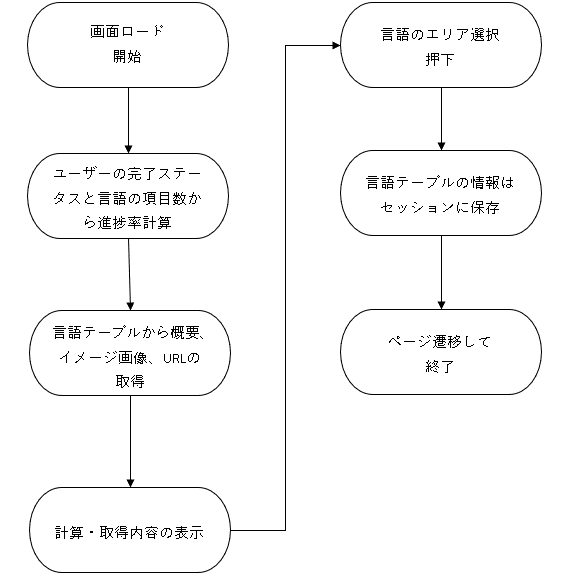 画面ロード
開始
ユーザーの完了ステー
タスと言語の項目数か
ら進捗率計算
言語テーブルから概要、
イメージ画像、URLの
取得
計算・取得内容の表示
言語のエリア選択
押下
言語テーブルの情報は
セッションに保存
ページ遷移して
終了